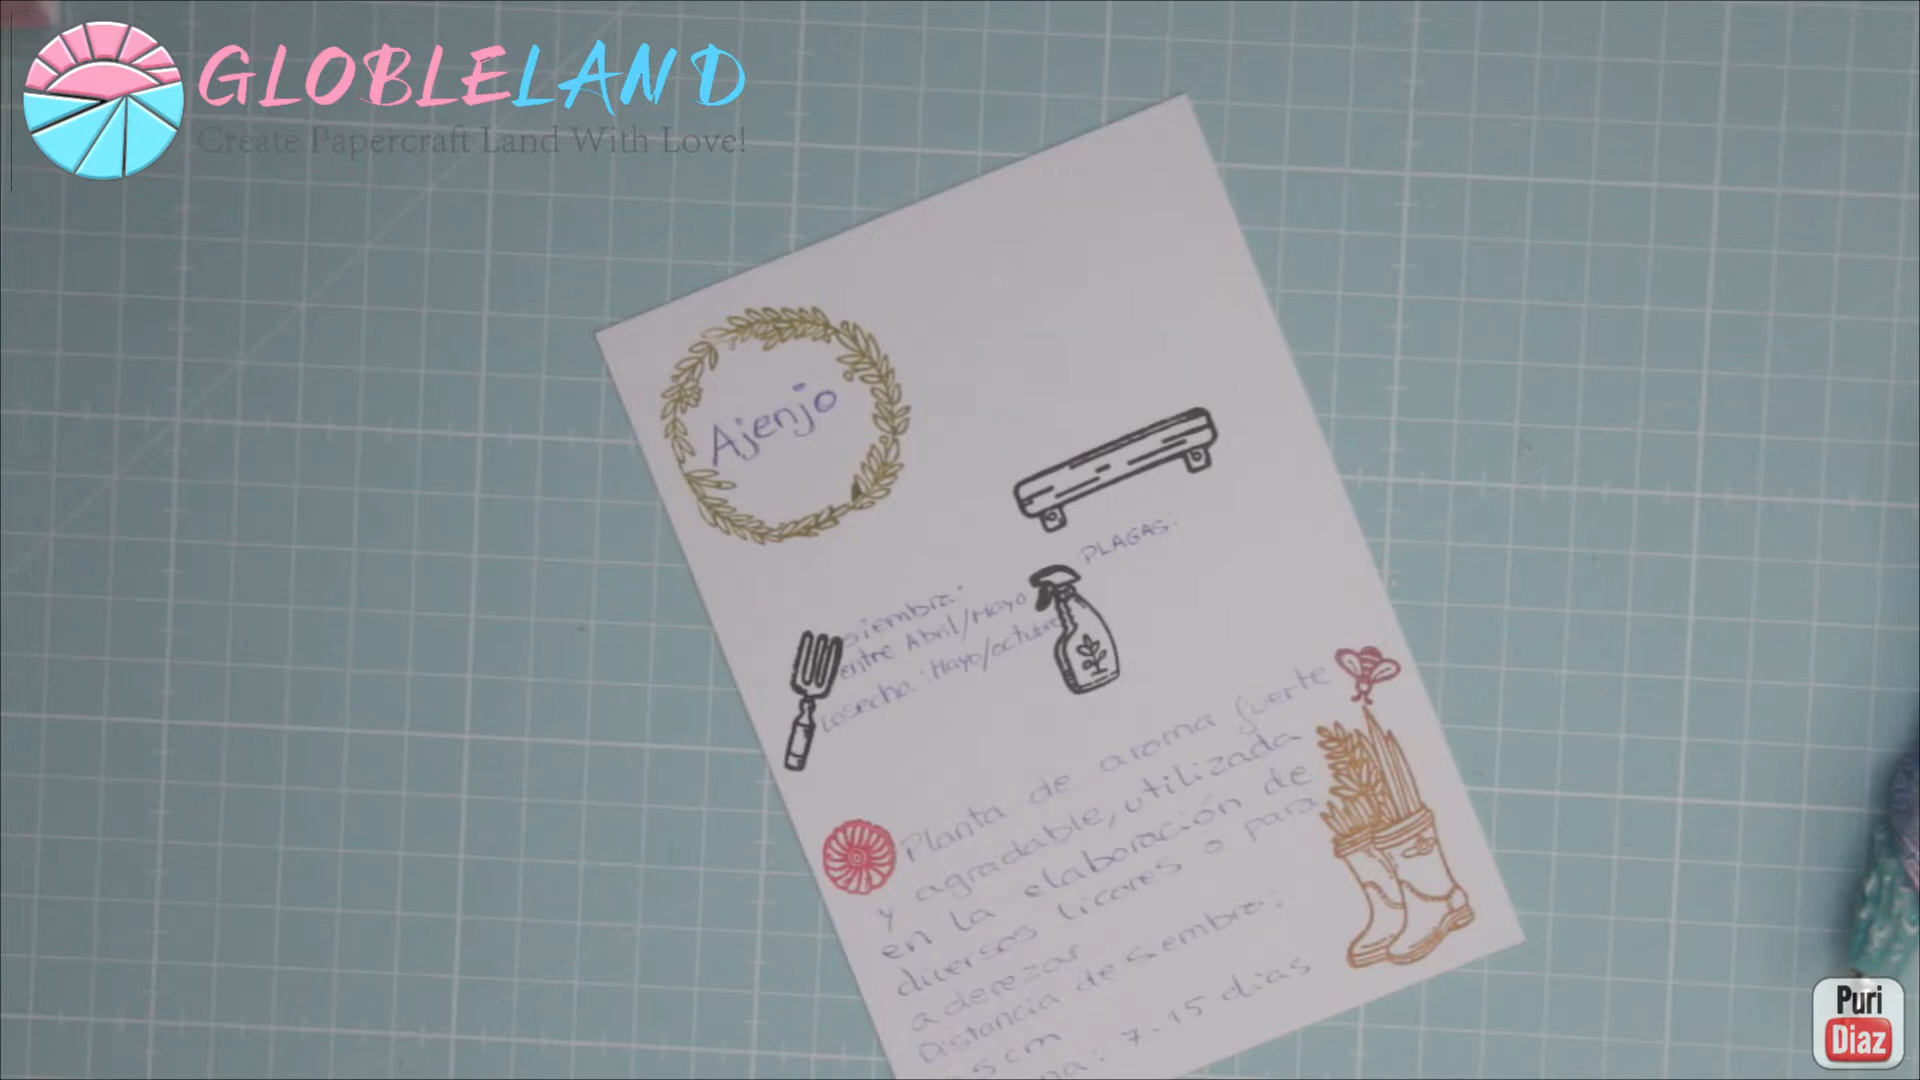 GLOBLELAND
Create Papercraft Land With Love!
Ajenjo
PLAGAS:
siembra:
entre Abril/Mayo
cosecha: Mayo/octubre
Planta de aroma fuerte
y agradable, utilizada
en la elaboración de
diversos licores o para
aderezar
Distancia de siembra:
5 cm
: 7-15 dias
Puri
Diaz